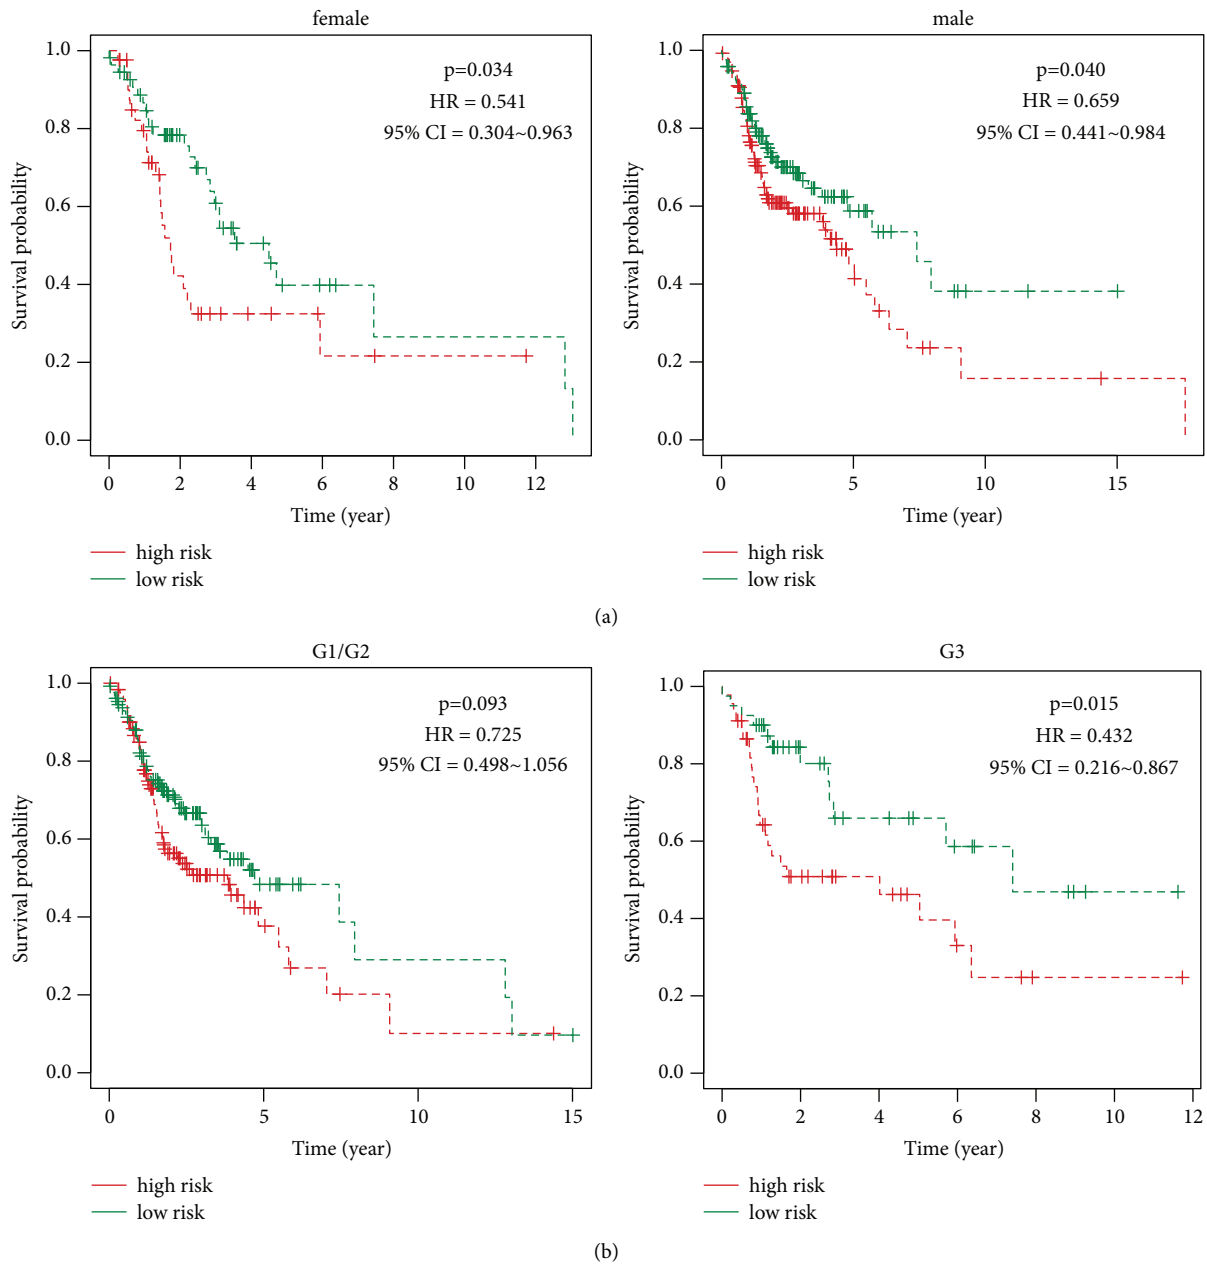 female
p=0.034
HR = 0.541
95% CI = 0.304~0.963
Survival probability
1.0
0.8
0.6
0.4
0.2
0.0
0 2 4 6 8 10 12
Time (year)
high risk
low risk
male
p=0.040
HR = 0.659
95% CI = 0.441~0.984
Survival probability
1.0
0.8
0.6
0.4
0.2
0.0
0 5 10 15
Time (year)
high risk
low risk
(a)
G1/G2
p=0.093
HR = 0.725
95% CI = 0.498~1.056
Survival probability
1.0
0.8
0.6
0.4
0.2
0.0
0 5 10 15
Time (year)
high risk
low risk
G3
p=0.015
HR = 0.432
95% CI = 0.216~0.867
Survival probability
1.0
0.8
0.6
0.4
0.2
0.0
0 2 4 6 8 10 12
Time (year)
high risk
low risk
(b)